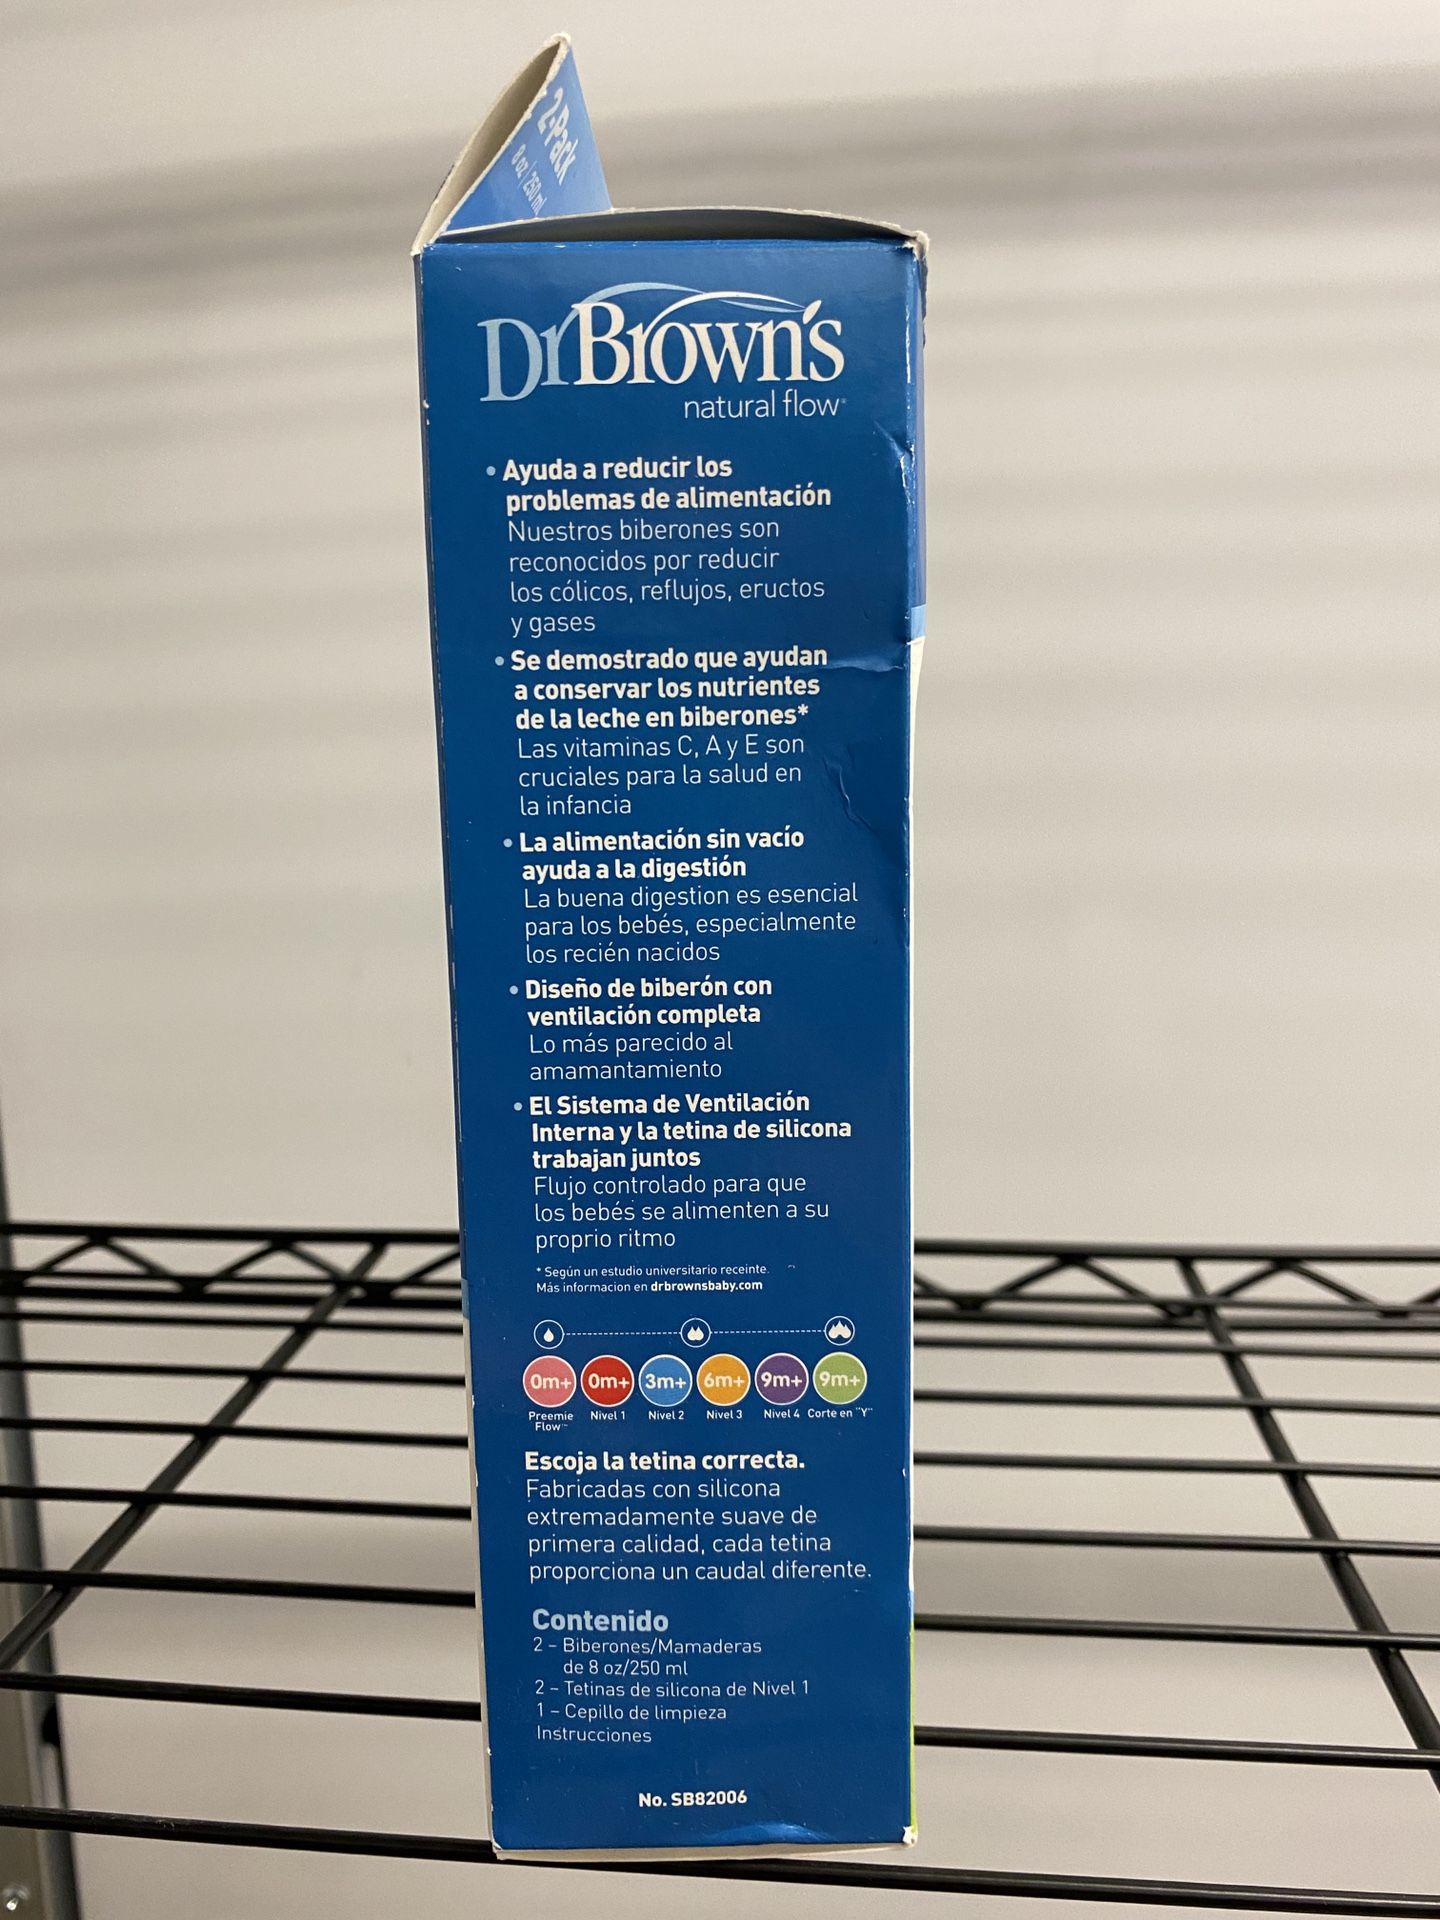 2-Pack
8 oz / 250 ml
DrBrown's
natural flow®
• Ayuda a reducir los
problemas de alimentación
Nuestros biberones son
reconocidos por reducir
los cólicos, reflujos, eructos
y gases
• Se demostrado que ayudan
a conservar los nutrientes
de la leche en biberones*
Las vitaminas C, A y E son
cruciales para la salud en
la infancia
• La alimentación sin vacío
ayuda a la digestión
La buena digestion es esencial
para los bebés, especialmente
los recién nacidos
• Diseño de biberón con
ventilación completa
Lo más parecido al
amamantamiento
• El Sistema de Ventilación
Interna y la tetina de silicona
trabajan juntos
Flujo controlado para que
los bebés se alimenten a su
proprio ritmo
* Según un estudio universitario receinte.
Más informacion en drbrownsbaby.com
0m+ 0m+ 3m+ 6m+ 9m+ 9m+
Preemie Nivel 1 Nivel 2 Nivel 3 Nivel 4 Corte en "Y"
Flow™
Escoja la tetina correcta.
Fabricadas con silicona
extremadamente suave de
primera calidad, cada tetina
proporciona un caudal diferente.
Contenido
2 – Biberones/Mamaderas
de 8 oz/250 ml
2 – Tetinas de silicona de Nivel 1
1 – Cepillo de limpieza
Instrucciones
No. SB82006